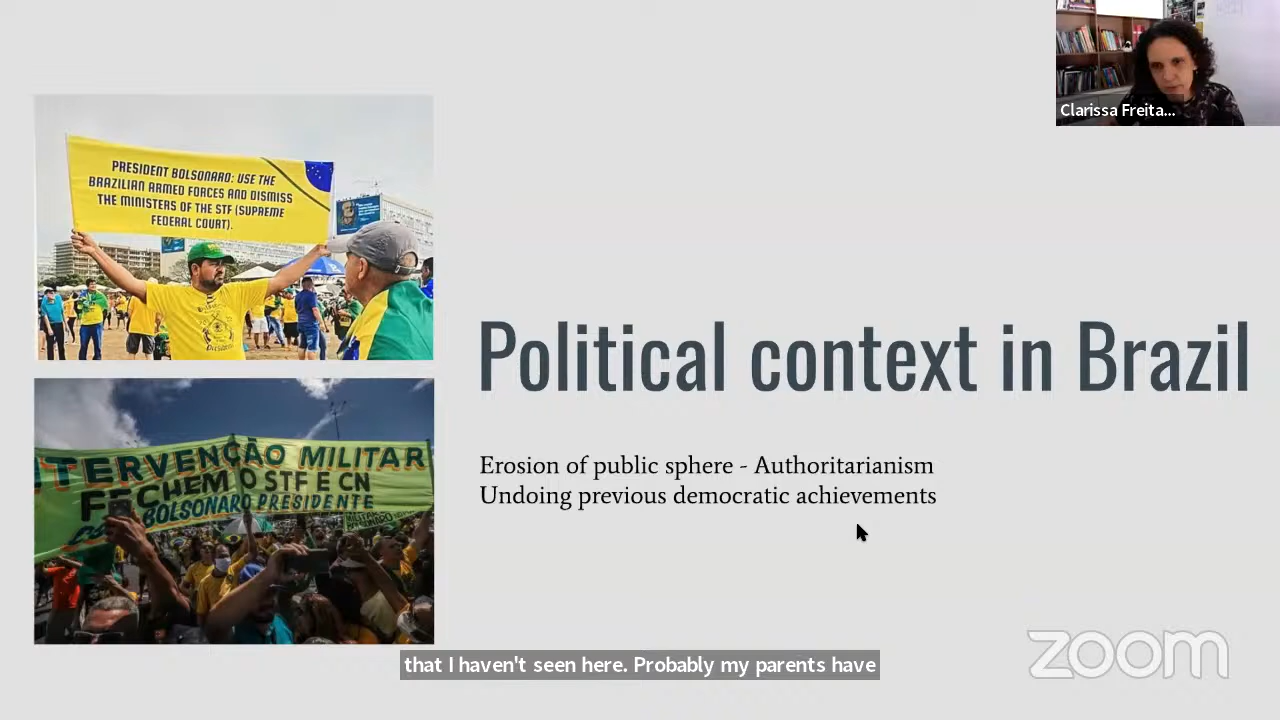 Clarissa Freita...
PRESIDENT BOLSONARO: USE THE
BRAZILIAN ARMED FORCES AND DISMISS
THE MINISTERS OF THE STF (SUPREME
FEDERAL COURT).
Political context in Brazil
NTERVENÇÃO MILITAR
FECHEM O STF E CN
BOLSONARO PRESIDENTE
Erosion of public sphere - Authoritarianism
Undoing previous democratic achievements
that I haven't seen here. Probably my parents have
zoom